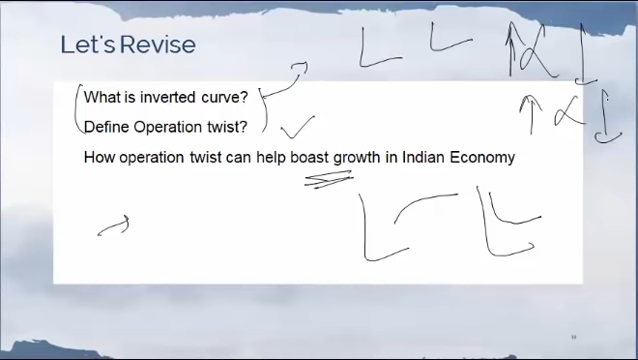 Let's Revise
What is inverted curve?
Define Operation twist?
How operation twist can help boast growth in Indian Economy
↑ ∝ ↓
↑ ∝ ↓